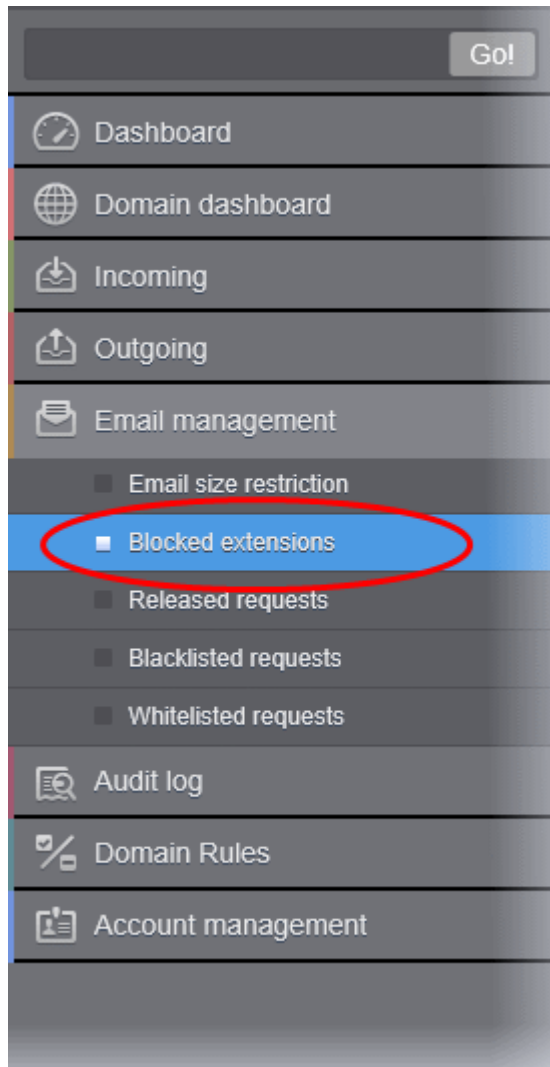 Go!
Dashboard
Domain dashboard
Incoming
Outgoing
Email management
Email size restriction
Blocked extensions
Released requests
Blacklisted requests
Whitelisted requests
Audit log
Domain Rules
Account management